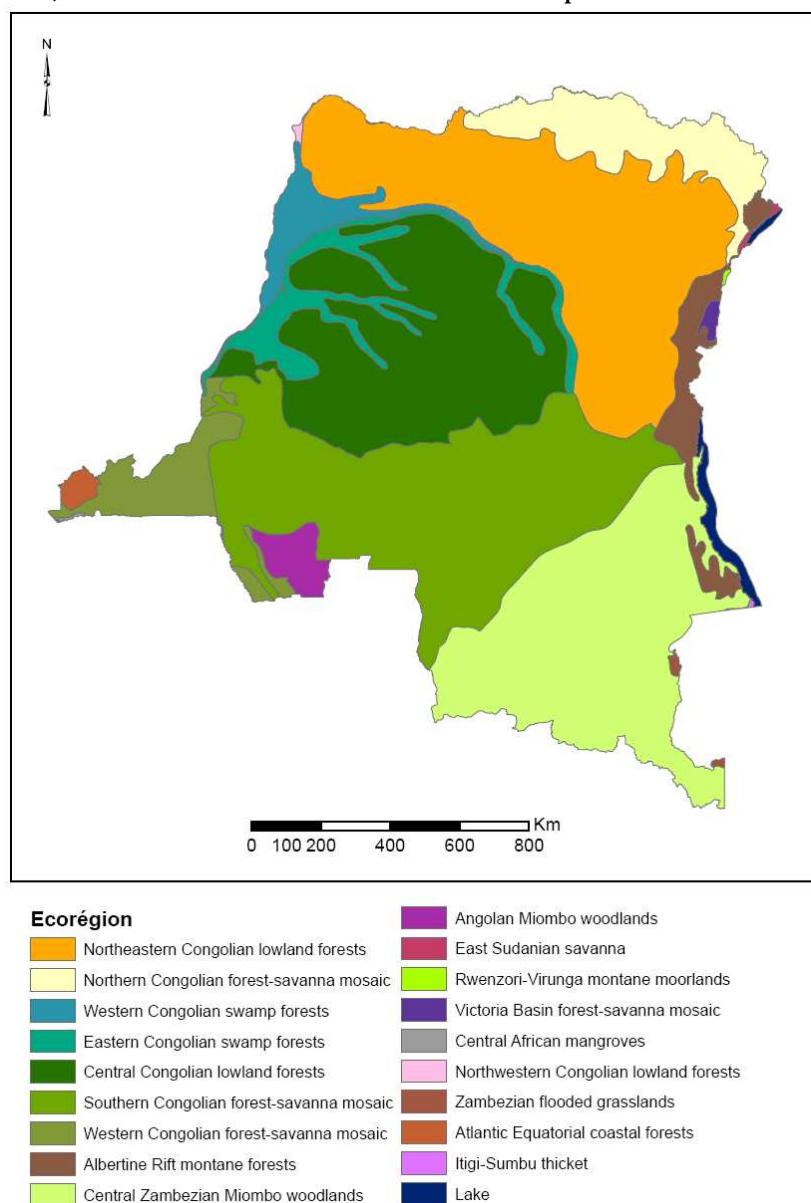 N
Km
0 100 200 400 600 800
Ecorégion
Northeastern Congolian lowland forests
Northern Congolian forest-savanna mosaic
Western Congolian swamp forests
Eastern Congolian swamp forests
Central Congolian lowland forests
Southern Congolian forest-savanna mosaic
Western Congolian forest-savanna mosaic
Albertine Rift montane forests
Central Zambezian Miombo woodlands
Angolan Miombo woodlands
East Sudanian savanna
Rwenzori-Virunga montane moorlands
Victoria Basin forest-savanna mosaic
Central African mangroves
Northwestern Congolian lowland forests
Zambezian flooded grasslands
Atlantic Equatorial coastal forests
Itigi-Sumbu thicket
Lake